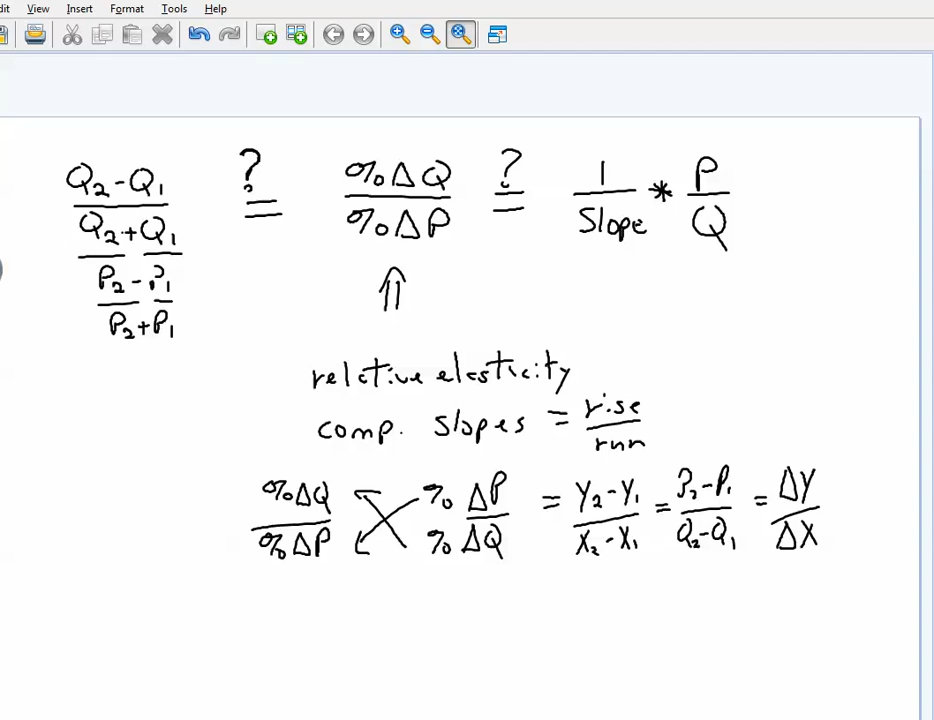 dit View Insert Format Tools Help
Q₂-Q₁ ? %ΔQ ? 1 P
Q₂+Q₁ = %ΔP = Slope * Q
P₂-P₁
P₂+P₁
⇑
relative elasticity
comp. slopes = rise
run
%ΔQ % ΔP = Y₂-Y₁ = P₂-P₁ = ΔY
%ΔP % ΔQ X₂-X₁ Q₂-Q₁ ΔX